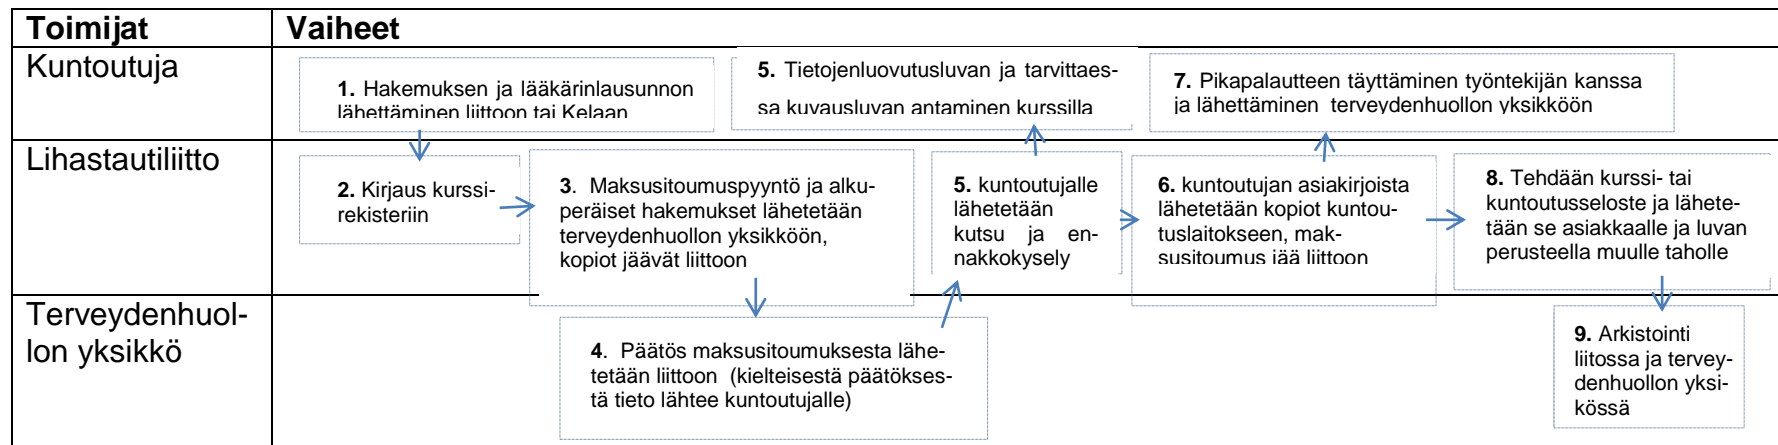 Toimijat
Vaiheet
Kuntoutuja
1. Hakemuksen ja lääkärinlausunnon
lähettäminen liittoon tai Kelaan
5. Tietojenluovutusluvan ja tarvittaes-
sa kuvausluvan antaminen kurssilla
7. Pikapalautteen täyttäminen työntekijän kanssa
ja lähettäminen terveydenhuollon yksikköön
Lihastautiliitto
2. Kirjaus kurssi-
rekisteriin
3. Maksusitoumuspyyntö ja alku-
peräiset hakemukset lähetetään
terveydenhuollon yksikköön,
kopiot jäävät liittoon
5. kuntoutujalle
lähetetään
kutsu ja en-
nakkokysely
6. kuntoutujan asiakirjoista
lähetetään kopiot kuntou-
tuslaitokseen, mak-
susitoumus jää liittoon
8. Tehdään kurssi- tai
kuntoutusseloste ja lähete-
tään se asiakkaalle ja luvan
perusteella muulle taholle
Terveydenhuol-
lon yksikkö
4. Päätös maksusitoumuksesta lähe-
tetään liittoon (kielteisestä päätökses-
tä tieto lähtee kuntoutujalle)
9. Arkistointi
liitossa ja tervey-
denhuollon yksi-
kössä